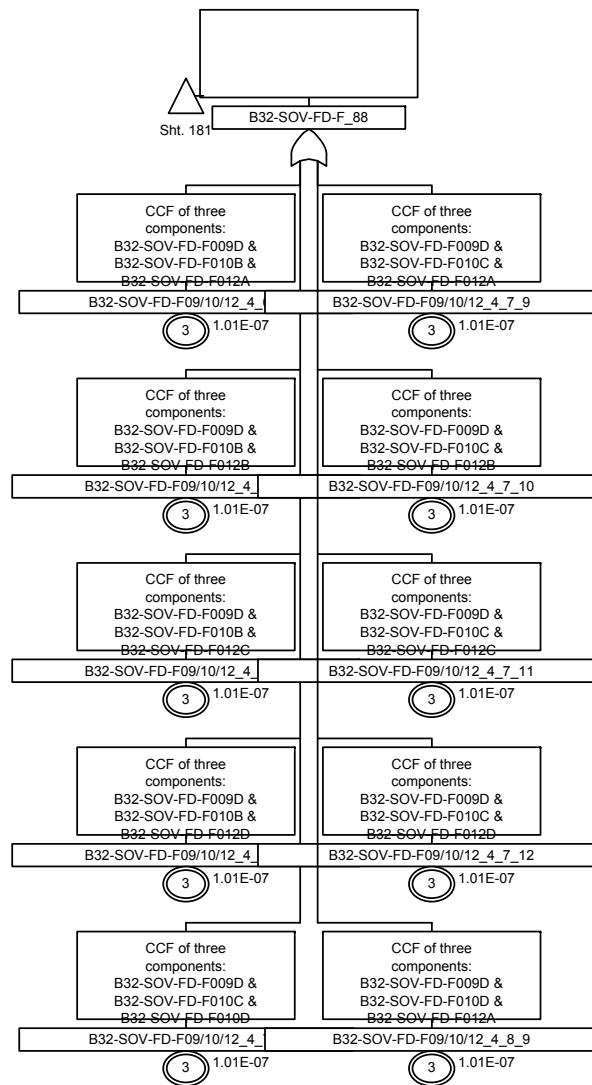 B32-SOV-FD-F_88
Sht. 181
CCF of three
components:
B32-SOV-FD-F009D &
B32-SOV-FD-F010B &
B32-SOV-FD-F012A
B32-SOV-FD-F09/10/12_4_
3
1.01E-07
CCF of three
components:
B32-SOV-FD-F009D &
B32-SOV-FD-F010C &
B32-SOV-FD-F012A
B32-SOV-FD-F09/10/12_4_7_9
3
1.01E-07
CCF of three
components:
B32-SOV-FD-F009D &
B32-SOV-FD-F010B &
B32-SOV-FD-F012B
B32-SOV-FD-F09/10/12_4_
3
1.01E-07
CCF of three
components:
B32-SOV-FD-F009D &
B32-SOV-FD-F010C &
B32-SOV-FD-F012B
B32-SOV-FD-F09/10/12_4_7_10
3
1.01E-07
CCF of three
components:
B32-SOV-FD-F009D &
B32-SOV-FD-F010B &
B32-SOV-FD-F012C
B32-SOV-FD-F09/10/12_4_
3
1.01E-07
CCF of three
components:
B32-SOV-FD-F009D &
B32-SOV-FD-F010C &
B32-SOV-FD-F012C
B32-SOV-FD-F09/10/12_4_7_11
3
1.01E-07
CCF of three
components:
B32-SOV-FD-F009D &
B32-SOV-FD-F010B &
B32-SOV-FD-F012D
B32-SOV-FD-F09/10/12_4_
3
1.01E-07
CCF of three
components:
B32-SOV-FD-F009D &
B32-SOV-FD-F010C &
B32-SOV-FD-F012D
B32-SOV-FD-F09/10/12_4_7_12
3
1.01E-07
CCF of three
components:
B32-SOV-FD-F009D &
B32-SOV-FD-F010C &
B32-SOV-FD-F010D
B32-SOV-FD-F09/10/12_4_
3
1.01E-07
CCF of three
components:
B32-SOV-FD-F009D &
B32-SOV-FD-F010D &
B32-SOV-FD-F012A
B32-SOV-FD-F09/10/12_4_8_9
3
1.01E-07